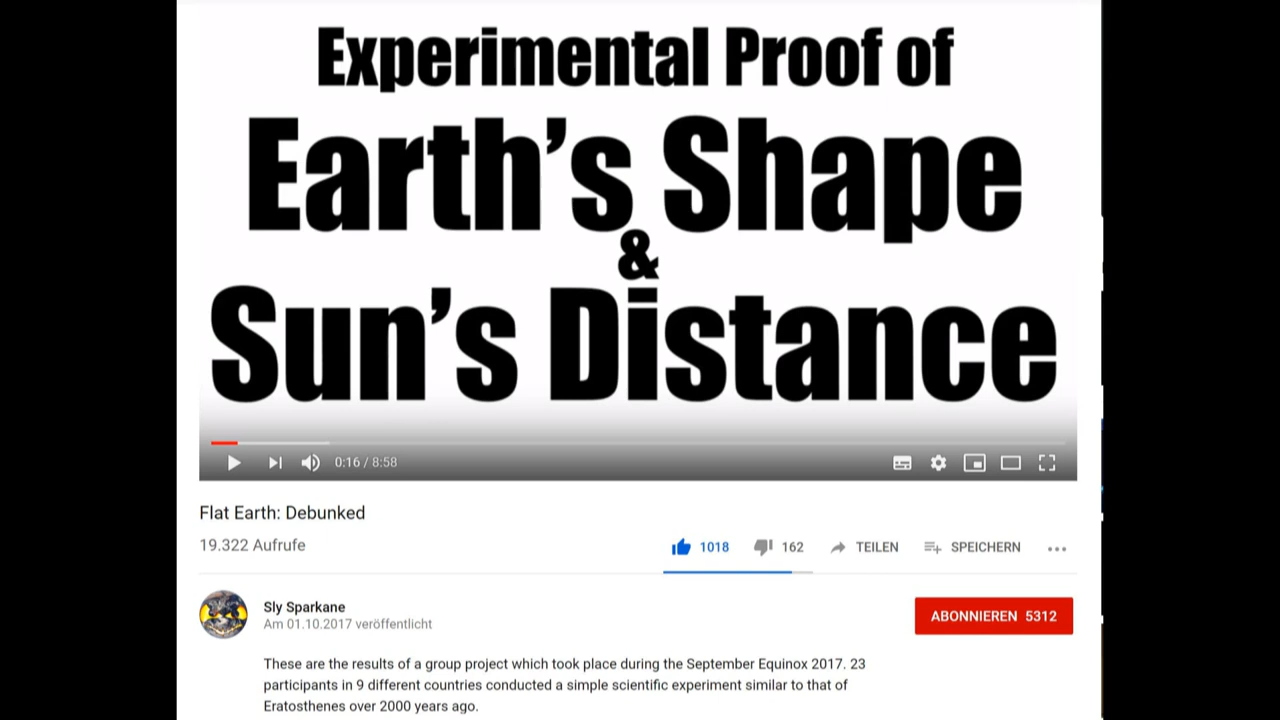 Experimental Proof of
Earth's Shape
&
Sun's Distance
0:16 / 8:58
Flat Earth: Debunked
19.322 Aufrufe
1018 162 TEILEN SPEICHERN
Sly Sparkane
Am 01.10.2017 veröffentlicht
ABONNIEREN 5312
These are the results of a group project which took place during the September Equinox 2017. 23
participants in 9 different countries conducted a simple scientific experiment similar to that of
Eratosthenes over 2000 years ago.